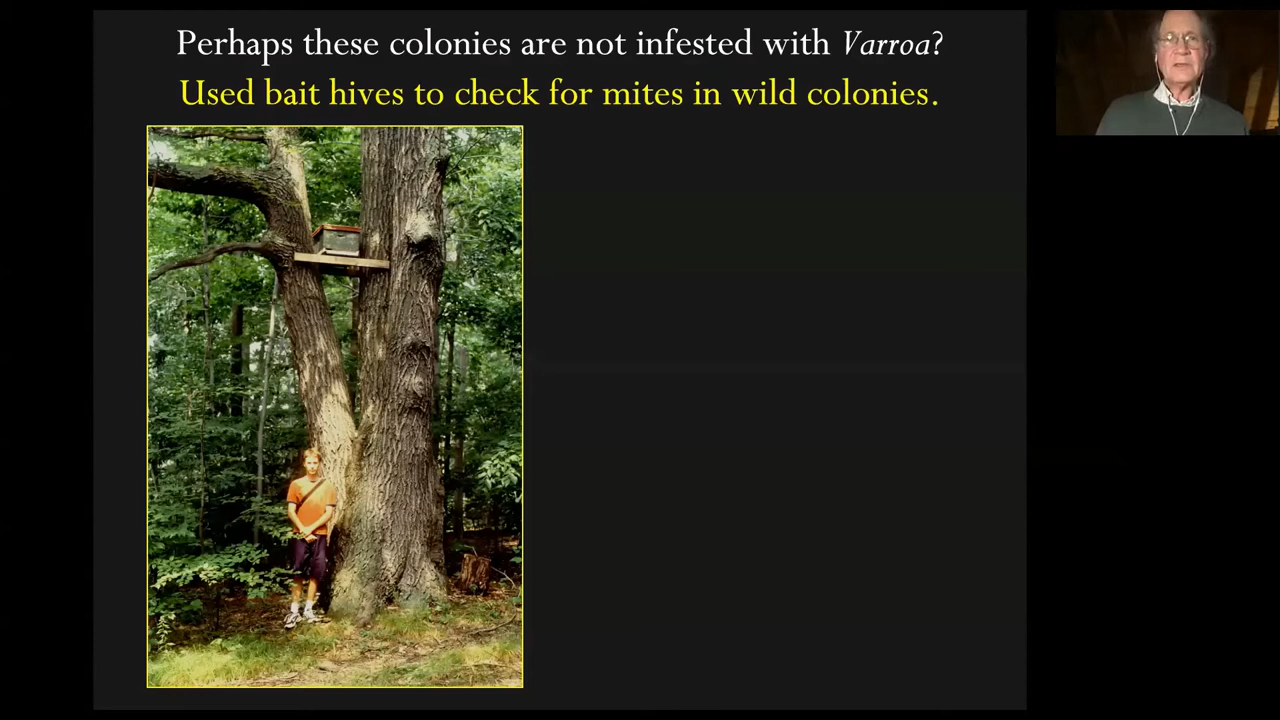 Perhaps these colonies are not infested with Varroa?
Used bait hives to check for mites in wild colonies.